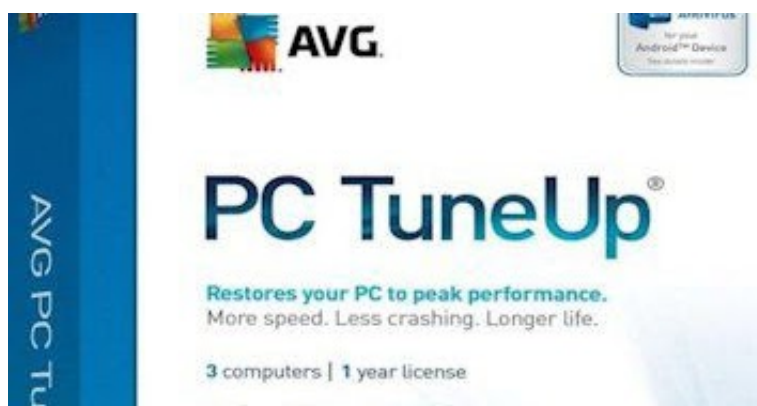 AVG PC Tu
AVG.
Antivirus
for your
Android™ Device
PC TuneUp®
Restores your PC to peak performance.
More speed. Less crashing. Longer life.
3 computers | 1 year license